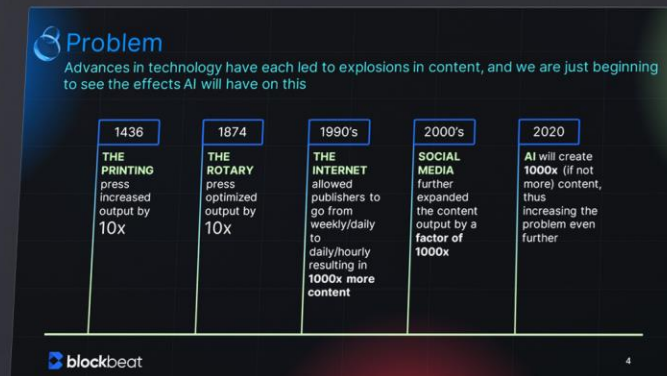 Problem
Advances in technology have each led to explosions in content, and we are just beginning
to see the effects AI will have on this
1436
THE
PRINTING
press
increased
output by
10x
1874
THE
ROTARY
press
optimized
output by
10x
1990's
THE
INTERNET
allowed
publishers to
go from
weekly/daily
to
daily/hourly
resulting in
1000x more
content
2000's
SOCIAL
MEDIA
further
expanded
the content
output by a
factor of
1000x
2020
AI will create
1000x (if not
more) content,
thus
increasing the
problem even
further
blockbeat
4